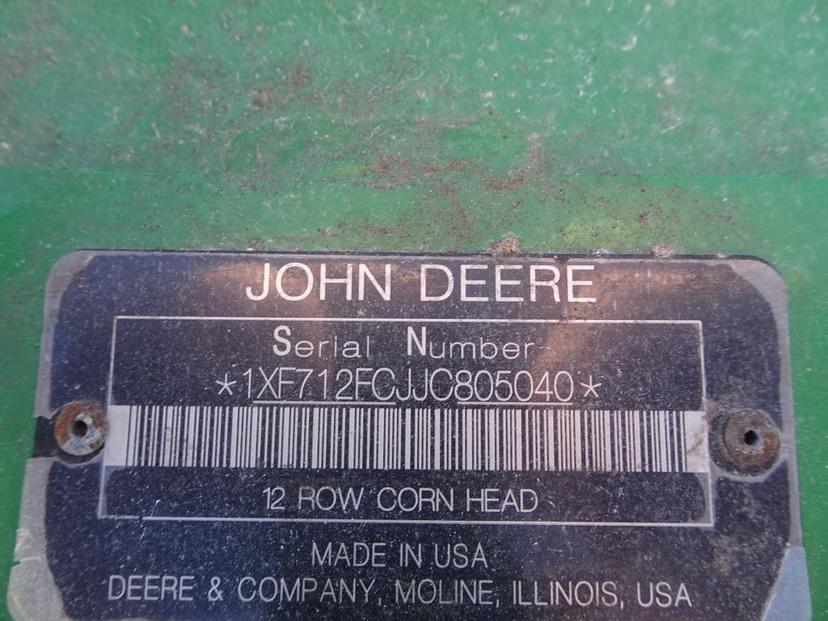 JOHN DEERE
Serial Number
*1XF712FCJJC805040*
12 ROW CORN HEAD
MADE IN USA
DEERE & COMPANY, MOLINE, ILLINOIS, USA